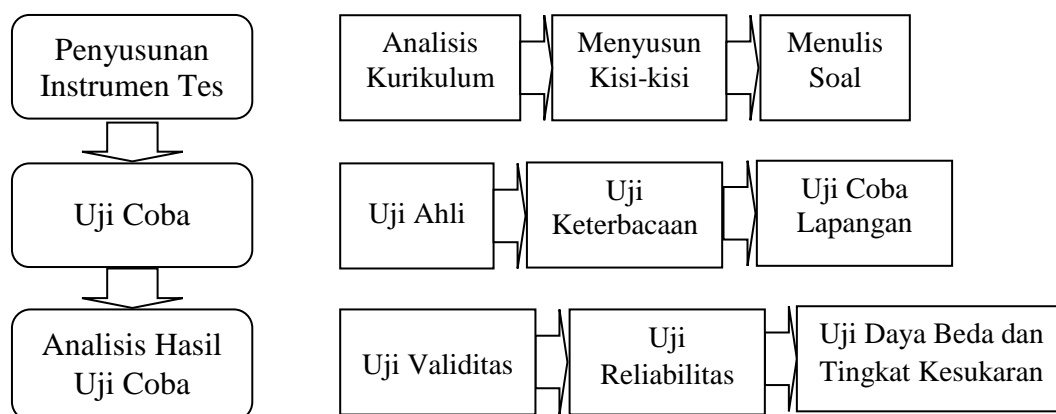 Penyusunan
Instrumen Tes
Analisis
Kurikulum
Menyusun
Kisi-kisi
Menulis
Soal
Uji Coba
Uji Ahli
Uji
Keterbacaan
Uji Coba
Lapangan
Analisis Hasil
Uji Coba
Uji Validitas
Uji
Reliabilitas
Uji Daya Beda dan
Tingkat Kesukaran